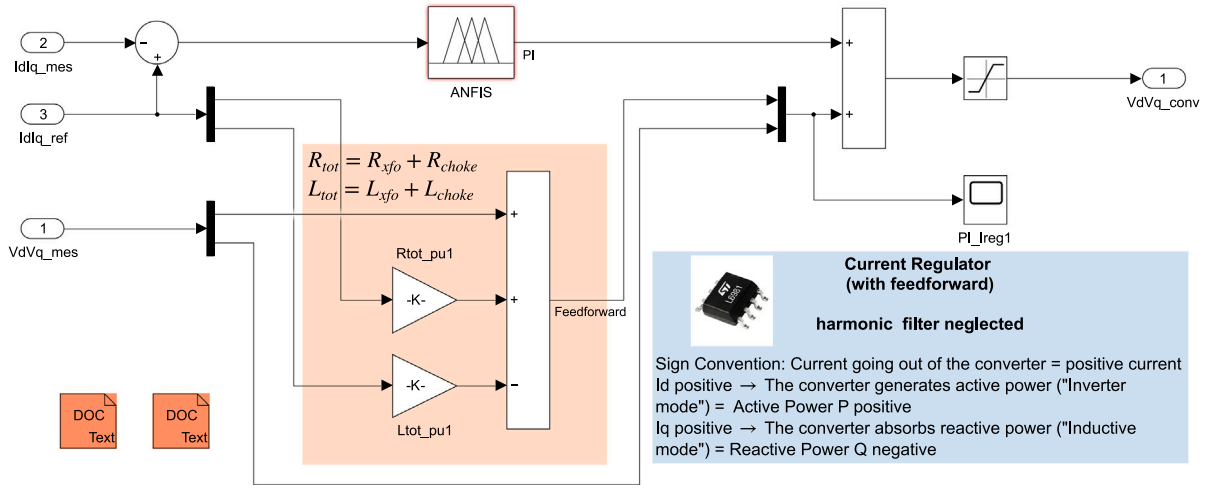 2
IdIq_mes
−
+
ANFIS
PI
+
+
1
VdVq_conv
3
IdIq_ref
R_tot = R_xfo + R_choke
L_tot = L_xfo + L_choke
1
VdVq_mes
+
Rtot_pu1
-K-
+
Feedforward
-K-
−
Ltot_pu1
PI_Ireg1
DOC
Text
DOC
Text
ST
L6981
Current Regulator
(with feedforward)
harmonic filter neglected
Sign Convention: Current going out of the converter = positive current
Id positive → The converter generates active power ("Inverter
mode") = Active Power P positive
Iq positive → The converter absorbs reactive power ("Inductive
mode") = Reactive Power Q negative